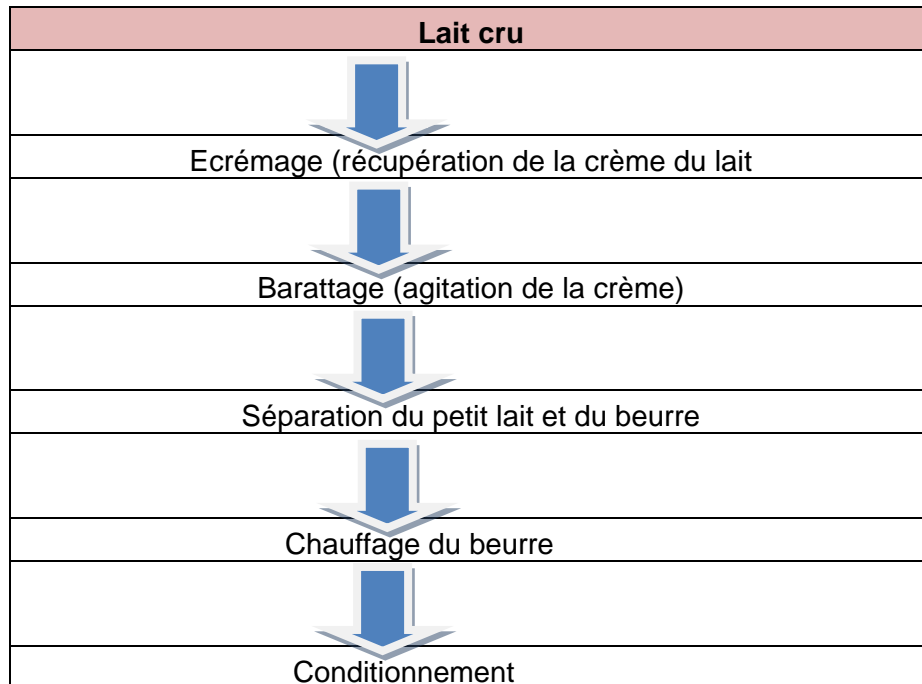 Lait cru
Ecrémage (récupération de la crème du lait
Barattage (agitation de la crème)
Séparation du petit lait et du beurre
Chauffage du beurre
Conditionnement